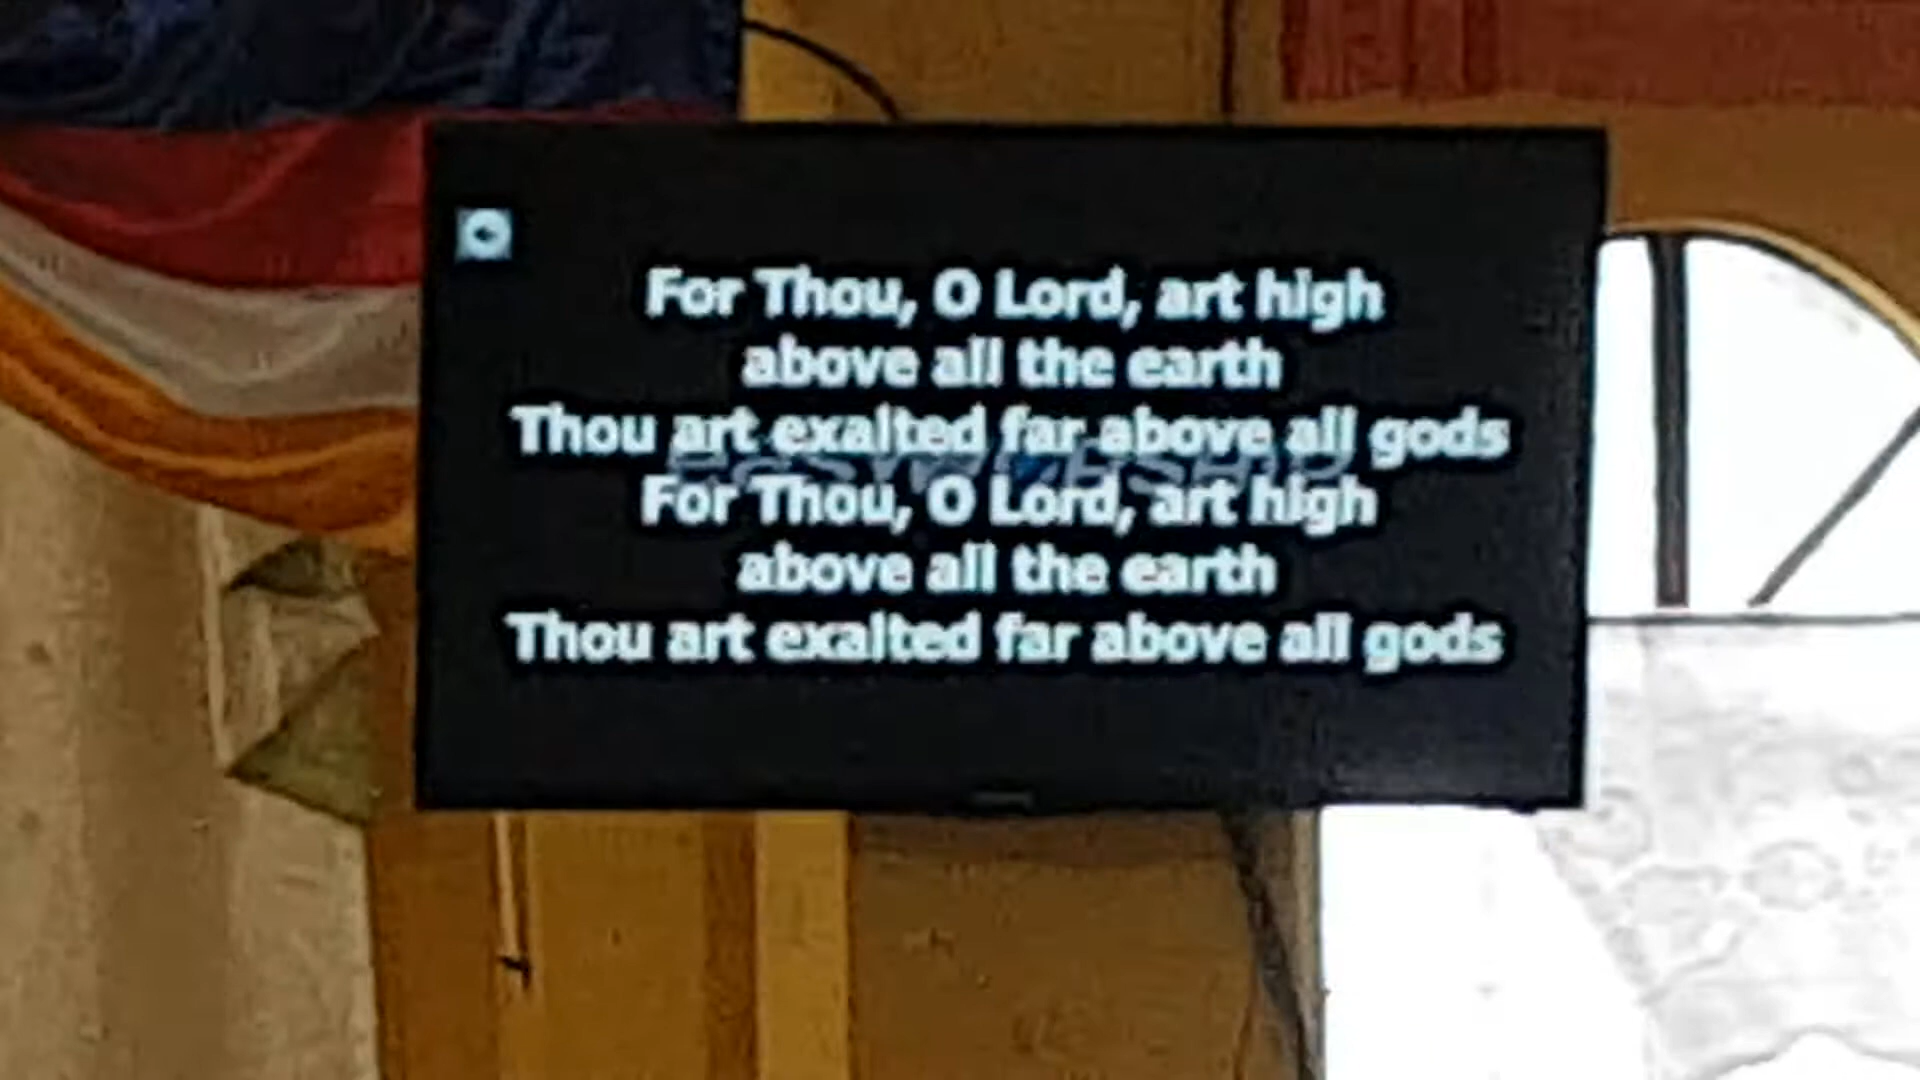 For Thou, O Lord, art high
above all the earth
Thou art exalted far above all gods
easyworship
For Thou, O Lord, art high
above all the earth
Thou art exalted far above all gods